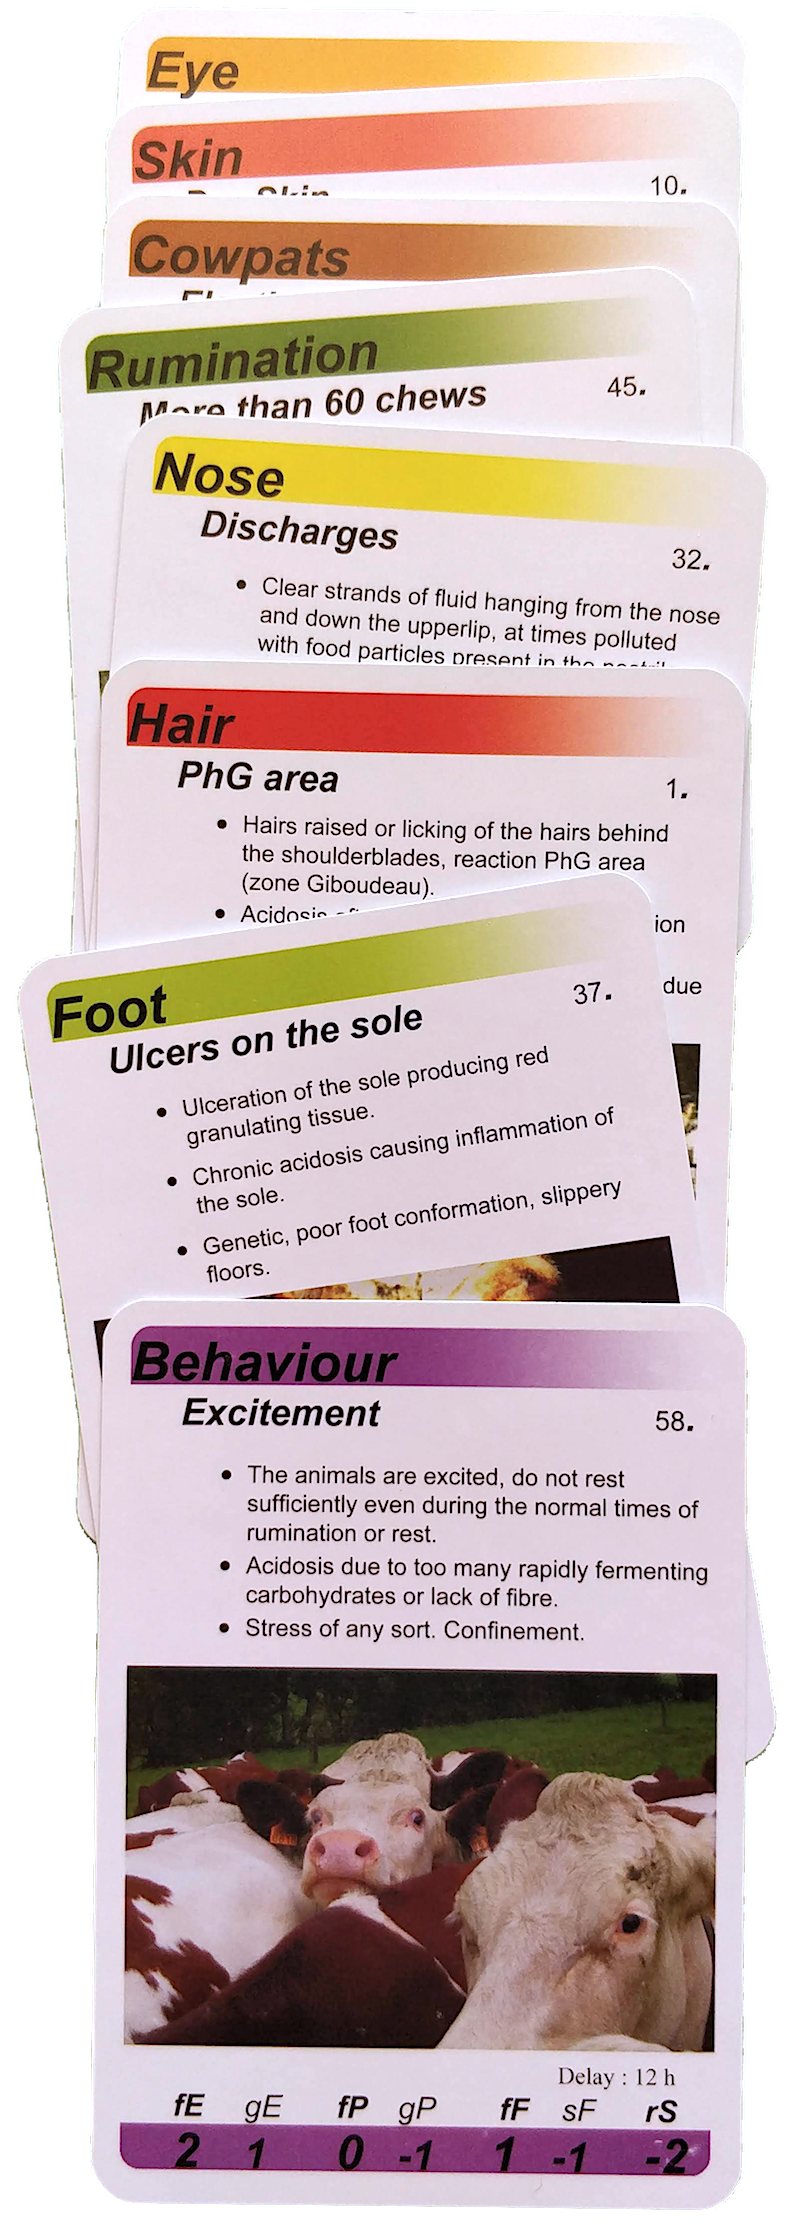 Eye
Skin
10.
Cowpats
Rumination
45.
More than 60 chews
Nose
Discharges
32.
• Clear strands of fluid hanging from the nose
and down the upperlip, at times polluted
with food particles present in the
Hair
PhG area
1.
• Hairs raised or licking of the hairs behind
the shoulderblades, reaction PhG area
(zone Giboudeau).
• Acidosis
ion
due
Foot
37.
Ulcers on the sole
• Ulceration of the sole producing red
granulating tissue.
• Chronic acidosis causing inflammation of
the sole.
• Genetic, poor foot conformation, slippery
floors.
Behaviour
Excitement
58.
• The animals are excited, do not rest
sufficiently even during the normal times of
rumination or rest.
• Acidosis due to too many rapidly fermenting
carbohydrates or lack of fibre.
• Stress of any sort. Confinement.
Delay : 12 h
fE gE fP gP fF sF rS
2 1 0 -1 1 -1 -2